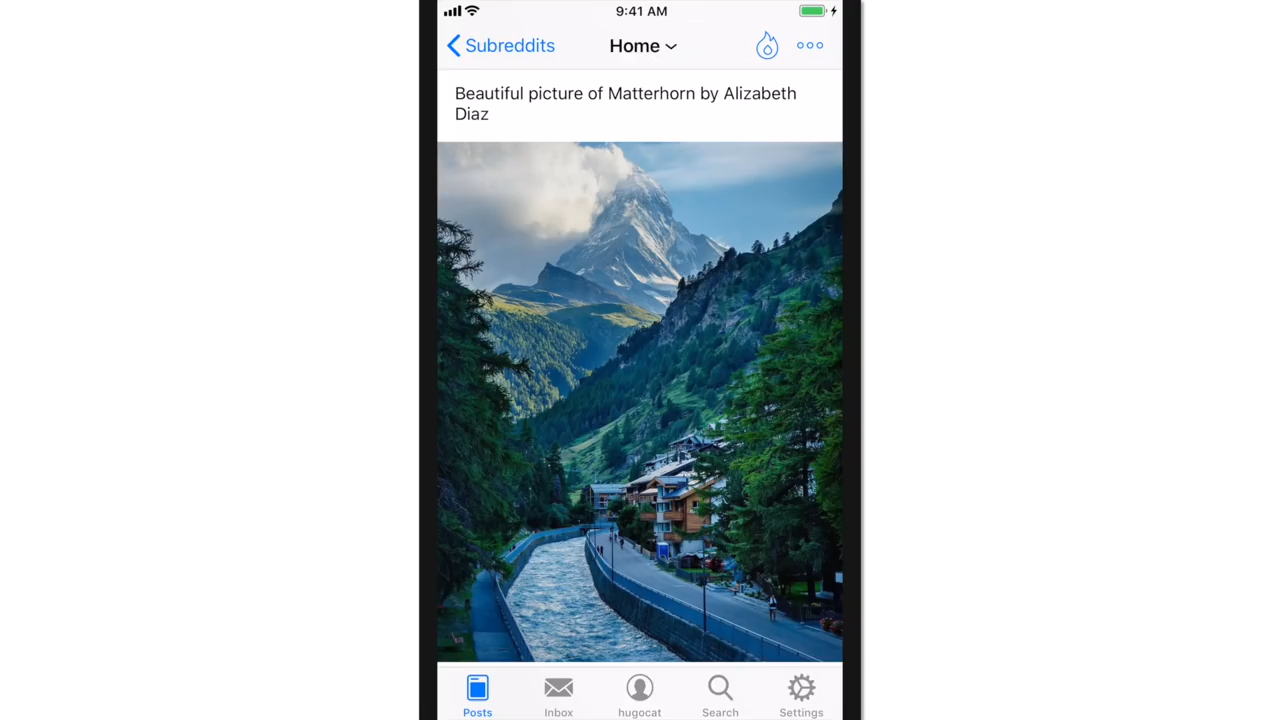 9:41 AM
Subreddits
Home
Beautiful picture of Matterhorn by Alizabeth
Diaz
Posts
Inbox
hugocat
Search
Settings